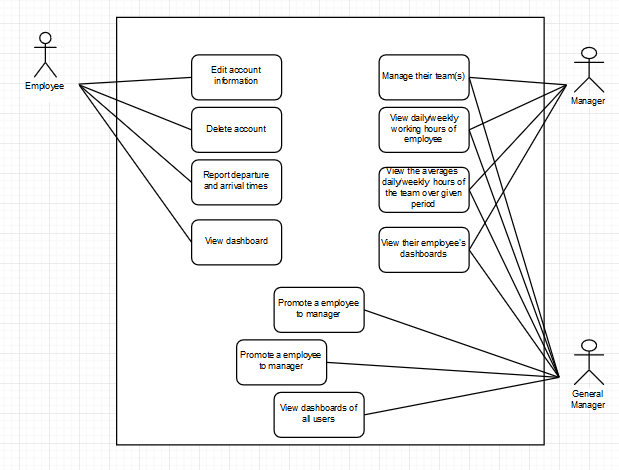 Employee
Edit account
information
Delete account
Report departure
and arrival times
View dashboard
Manage their team(s)
View daily/weekly
working hours of
employee
View the averages
daily/weekly hours of
the team over given
period
View their employee's
dashboards
Manager
Promote a employee
to manager
Promote a employee
to manager
View dashboards of
all users
General
Manager